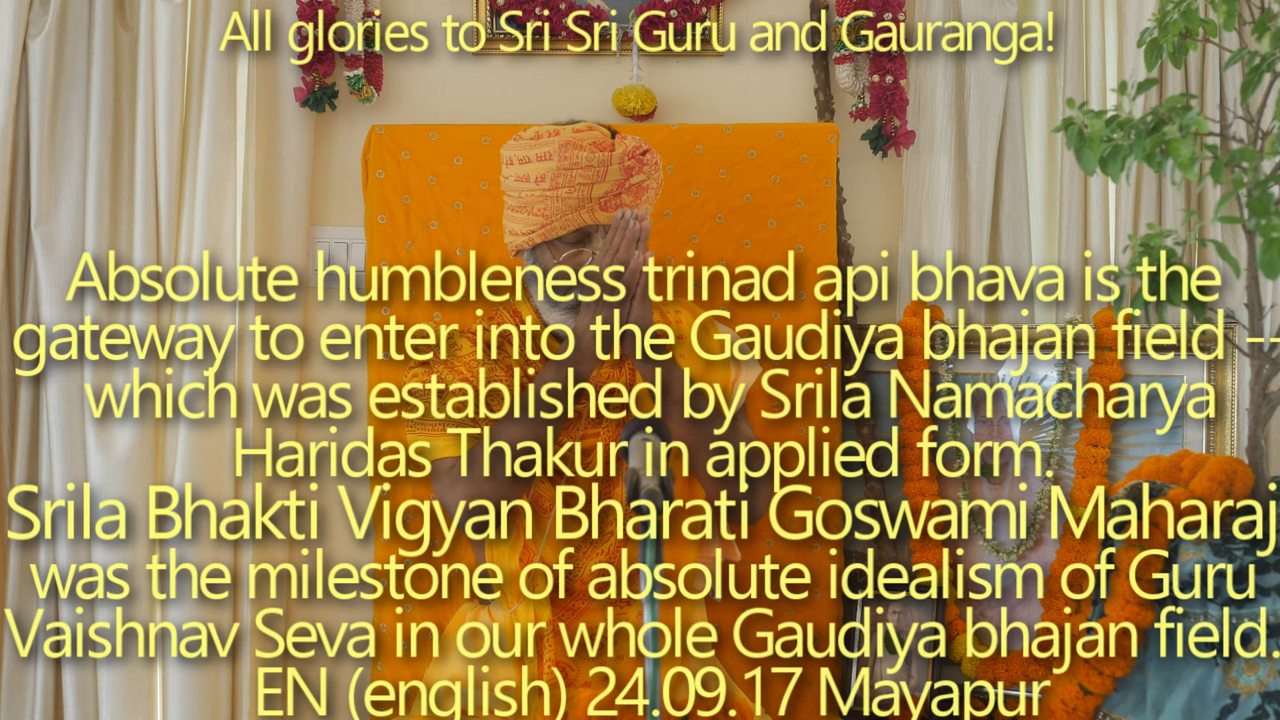 All glories to Sri Sri Guru and Gauranga!
Absolute humbleness trinad api bhava is the
gateway to enter into the Gaudiya bhajan field --
which was established by Srila Namacharya
Haridas Thakur in applied form.
Srila Bhakti Vigyan Bharati Goswami Maharaj
was the milestone of absolute idealism of Guru
Vaishnav Seva in our whole Gaudiya bhajan field.
EN (english) 24.09.17 Mayapur